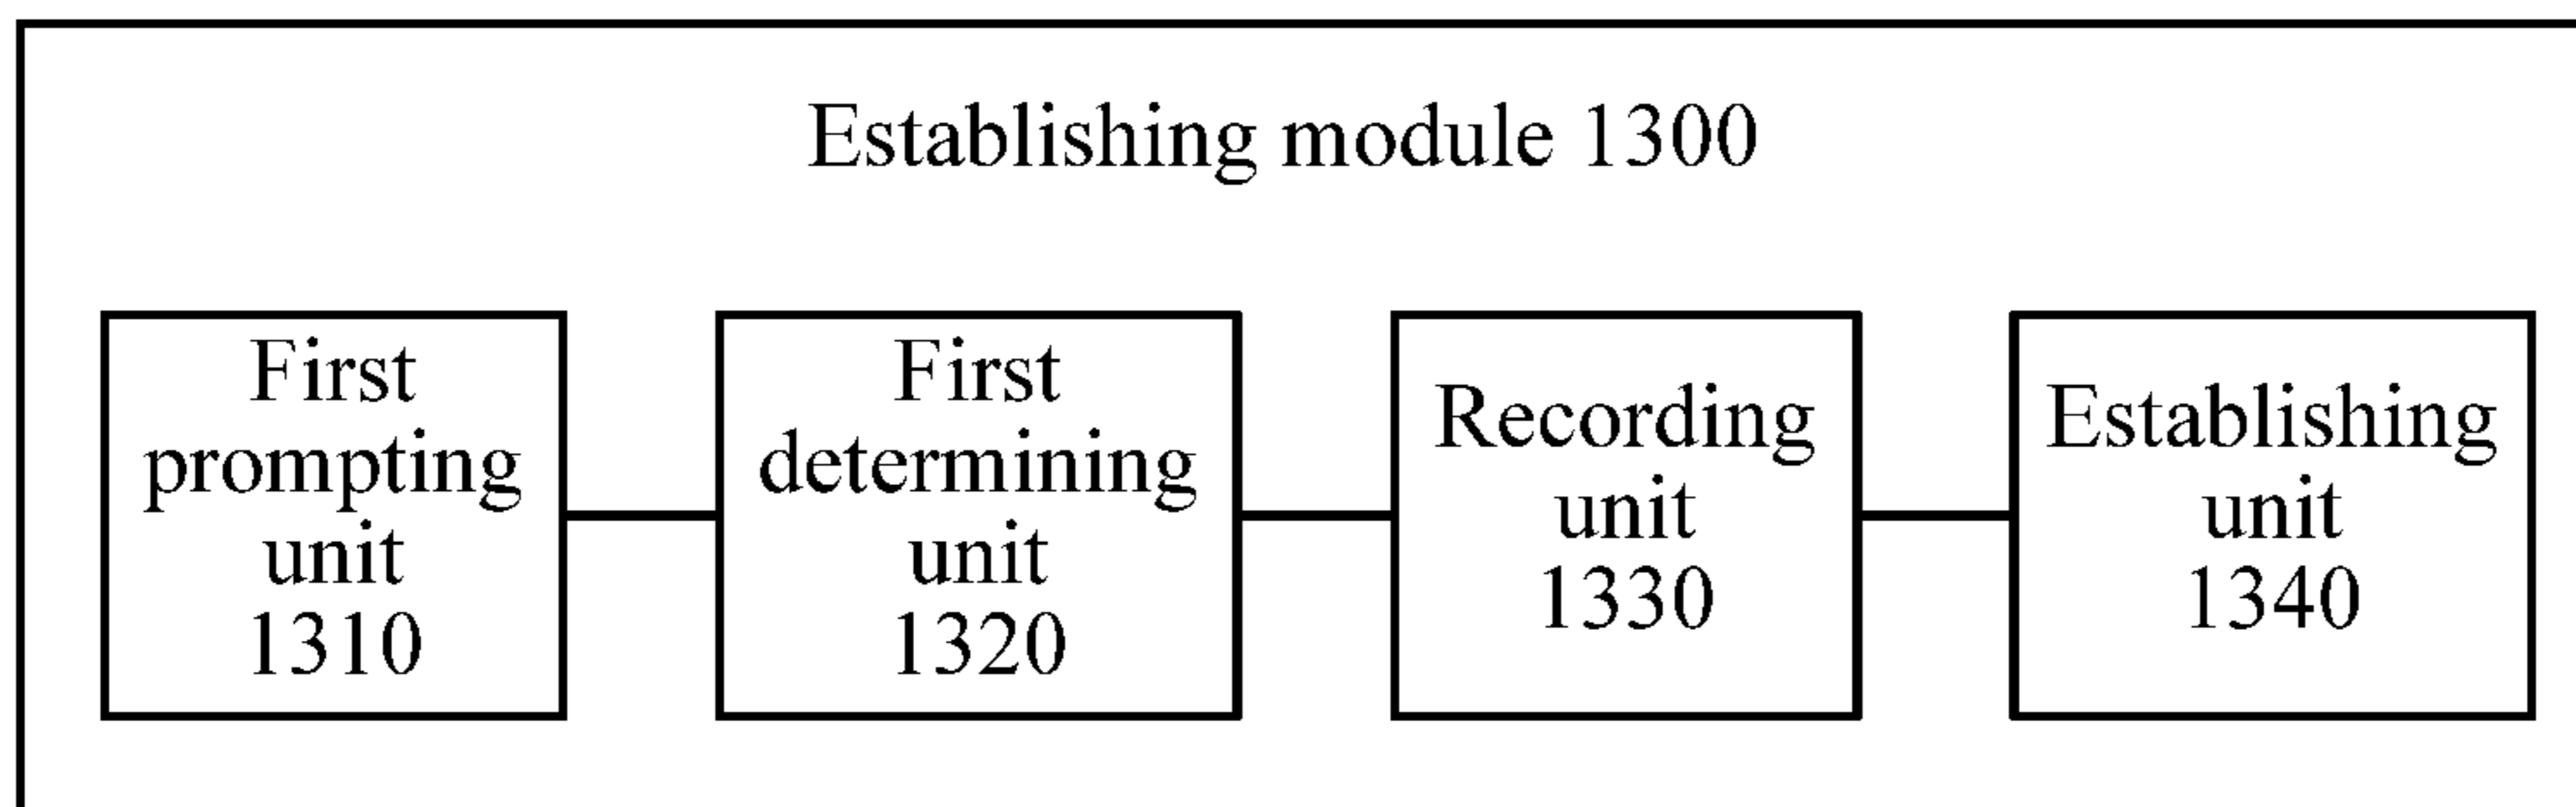 Establishing module 1300
First
prompting
unit
1310
First
determining
unit
1320
Recording
unit
1330
Establishing
unit
1340